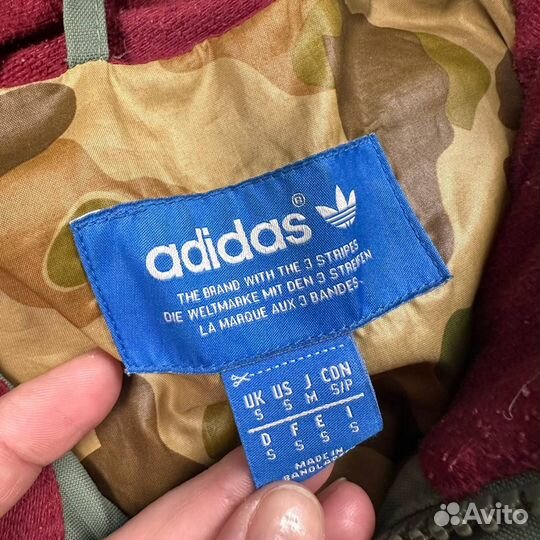 adidas®
THE BRAND WITH THE 3 STRIPES
DIE WELTMARKE MIT DEN 3 STREIFEN
LA MARQUE AUX 3 BANDES.
UK US J CDN
S S M S/P
D F E I
S S S S
MADE IN
Avito